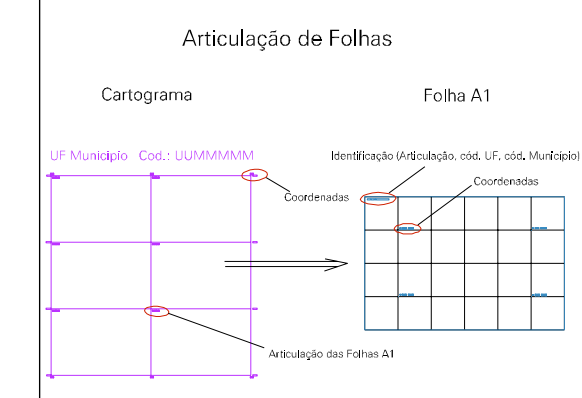 Articulação de Folhas
Cartograma
Folha A1
UF Municipio Cod.: UUMMMMM
Identificação (Articulação, cód. UF, cód. Município)
Coordenadas
Coordenadas
Articulação das Folhas A1